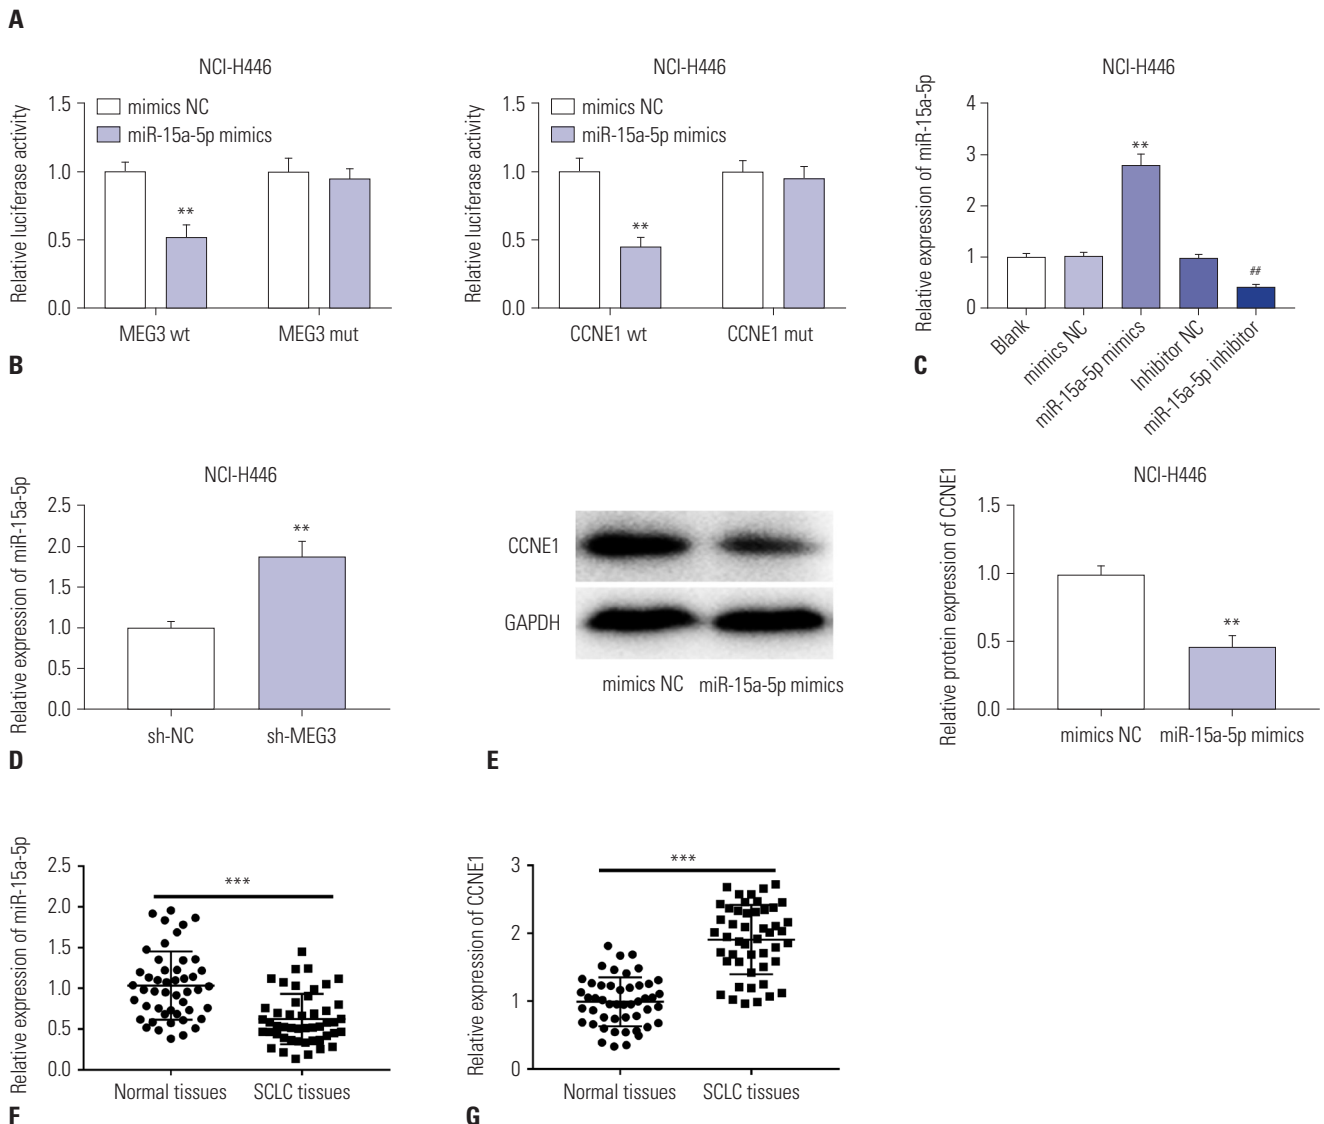 A
NCI-H446
Relative luciferase activity
1.5
1.0
0.5
0.0
mimics NC
miR-15a-5p mimics
**
MEG3 wt
MEG3 mut
B
NCI-H446
Relative luciferase activity
1.5
1.0
0.5
0.0
mimics NC
miR-15a-5p mimics
**
CCNE1 wt
CCNE1 mut
NCI-H446
Relative expression of miR-15a-5p
4
3
2
1
0
**
##
Blank
mimics NC
miR-15a-5p mimics
Inhibitor NC
miR-15a-5p inhibitor
C
NCI-H446
Relative expression of miR-15a-5p
2.5
2.0
1.5
1.0
0.5
0.0
**
sh-NC
sh-MEG3
D
CCNE1
GAPDH
mimics NC
miR-15a-5p mimics
E
NCI-H446
Relative protein expression of CCNE1
1.5
1.0
0.5
0.0
**
mimics NC
miR-15a-5p mimics
Relative expression of miR-15a-5p
2.5
2.0
1.5
1.0
0.5
0.0
***
Normal tissues
SCLC tissues
F
Relative expression of CCNE1
3
2
1
0
***
Normal tissues
SCLC tissues
G